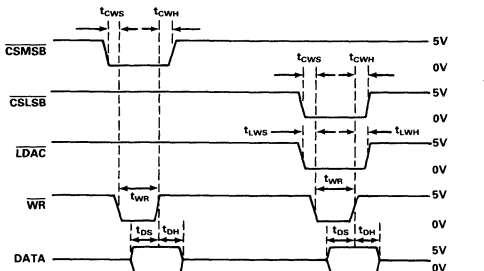 tCWS tCWH
CSMSB 5V
0V
tCWS tCWH
CSLSB 5V
0V
tLWS tLWH
LDAC 5V
0V
tWR tWR
WR 5V
0V
tDS tDH tDS tDH
DATA 5V
0V